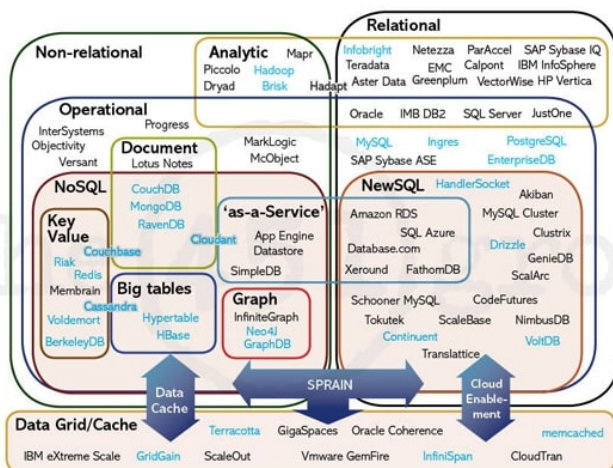 Relational
Non-relational
Analytic
Mapr
Infobright
Netezza
ParAccel
SAP Sybase IQ
Piccolo
Hadoop
Teradata
EMC
Calpont
IBM InfoSphere
Dryad
Brisk
Hadapt
Aster Data
Greenplum
VectorWise
HP Vertica
Operational
Oracle
IMB DB2
SQL Server
JustOne
InterSystems
Progress
Objectivity
Document
MarkLogic
MySQL
Ingres
PostgreSQL
Versant
Lotus Notes
McObject
SAP Sybase ASE
EnterpriseDB
NoSQL
CouchDB
MongoDB
RavenDB
'as-a-Service'
NewSQL
HandlerSocket
Akiban
Key
Value
Couchbase
Cloudant
App Engine
Datastore
SimpleDB
Amazon RDS
SQL Azure
Database.com
Xeround
FathomDB
MySQL Cluster
Clustrix
Drizzle
GenieDB
ScalArc
Riak
Redis
Membrain
Cassandra
Voldemort
BerkeleyDB
Big tables
Hypertable
HBase
Graph
InfiniteGraph
Neo4J
GraphDB
Schooner MySQL
CodeFutures
Tokutek
ScaleBase
NimbusDB
Continuent
VoltDB
Translattice
Data
Cache
SPRAIN
Cloud
Enable-
ment
Data Grid/Cache
Terracotta
GigaSpaces
Oracle Coherence
memcached
IBM eXtreme Scale
GridGain
ScaleOut
Vmware GemFire
InfiniSpan
CloudTran